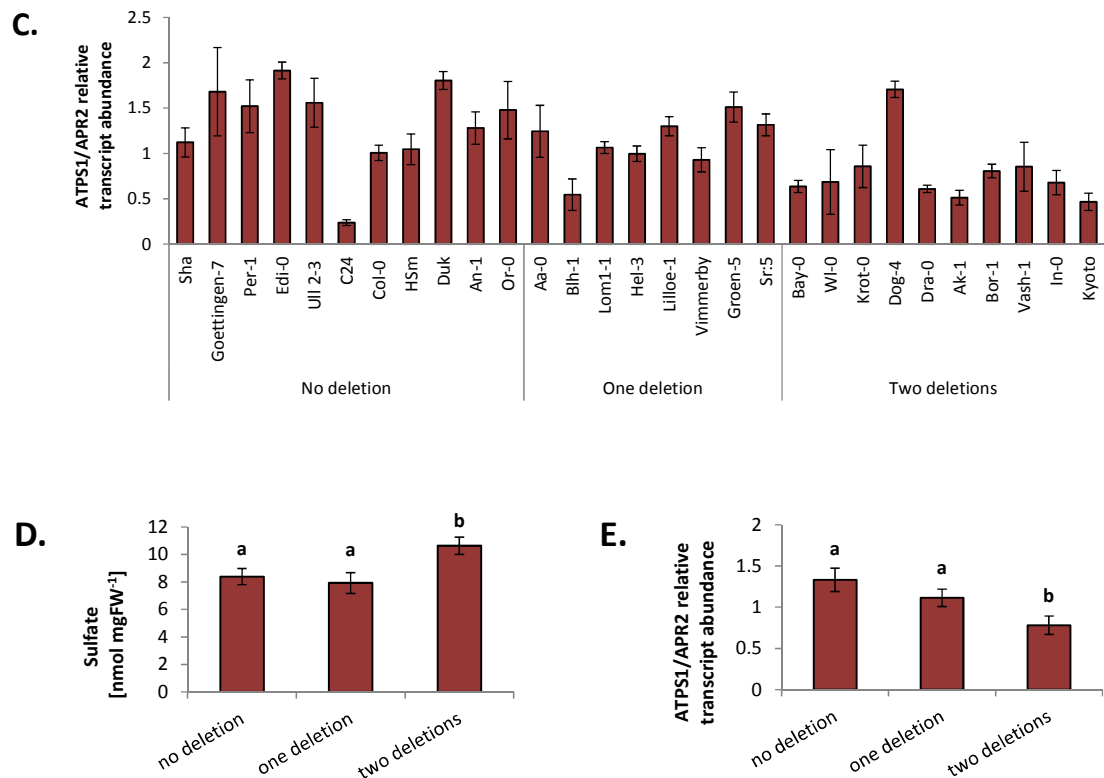 C.
ATPS1/APR2 relative
transcript abundance
2.5
2
1.5
1
0.5
0
Sha
Goettingen-7
Per-1
Edi-0
Ull 2-3
C24
Col-0
HSm
Duk
An-1
Or-0
Aa-0
Blh-1
Lom1-1
Hel-3
Lilloe-1
Vimmerby
Groen-5
Sr:5
Bay-0
Wl-0
Krot-0
Dog-4
Dra-0
Ak-1
Bor-1
Vash-1
In-0
Kyoto
No deletion
One deletion
Two deletions
D.
Sulfate
[nmol mgFW⁻¹]
12
10
8
6
4
2
0
a
a
b
no deletion
one deletion
two deletions
E.
ATPS1/APR2 relative
transcript abundance
2
1.5
1
0.5
0
a
a
b
no deletion
one deletion
two deletions